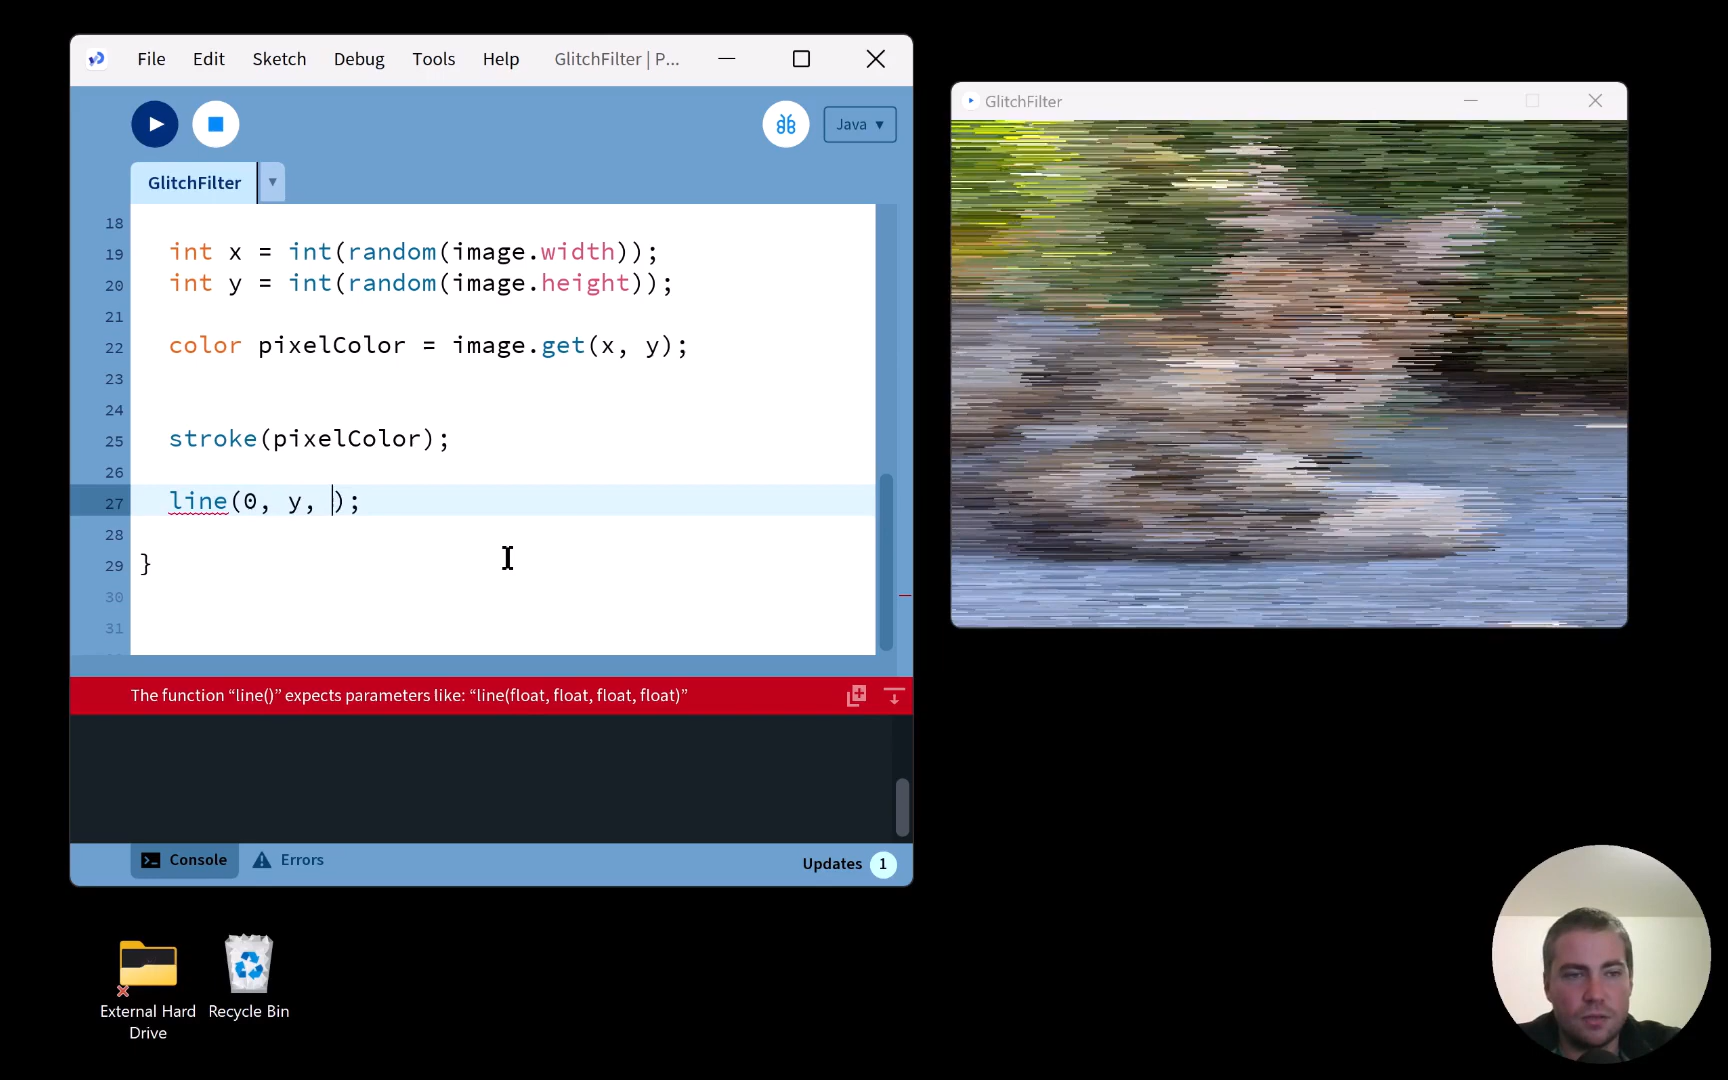 File Edit Sketch Debug Tools Help GlitchFilter | P...
Java ▼
GlitchFilter ▼
18
19 int x = int(random(image.width));
20 int y = int(random(image.height));
21
22 color pixelColor = image.get(x, y);
23
24
25 stroke(pixelColor);
26
27 line(0, y, );
28
29 }
30
31
The function “line()” expects parameters like: “line(float, float, float, float)”
Console Errors Updates 1
GlitchFilter
External Hard
Drive
Recycle Bin